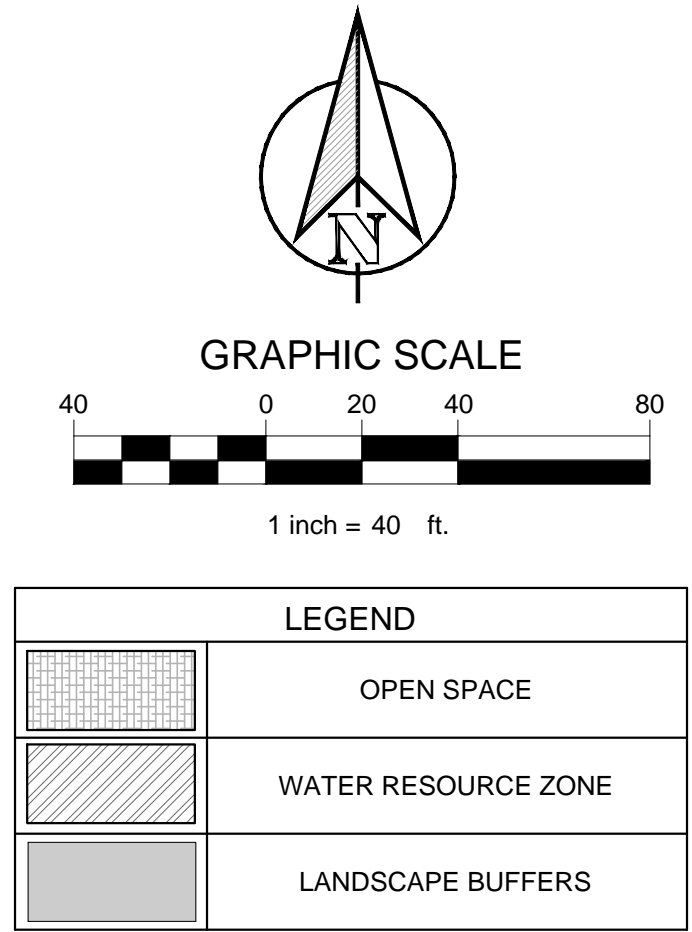 N
GRAPHIC SCALE
40 0 20 40 80
1 inch = 40 ft.
LEGEND
OPEN SPACE
WATER RESOURCE ZONE
LANDSCAPE BUFFERS